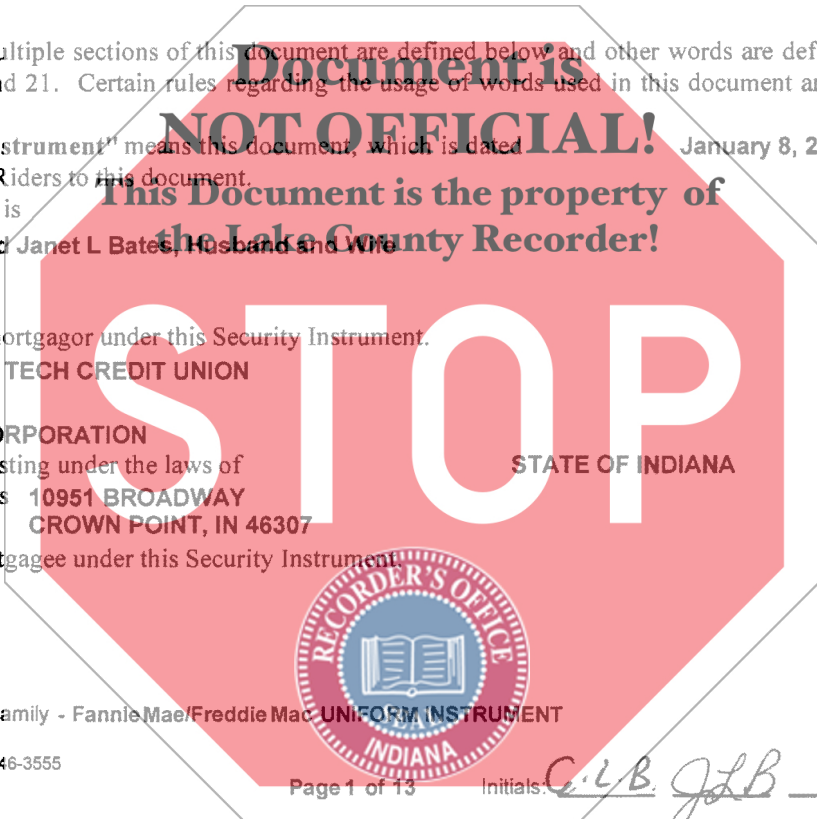 ultiple sections of this document are defined below and other words are def
nd 21. Certain rules regarding the usage of words used in this document a
Document is
strument" means this document, which is dated January 8, 2
NOT OFFICIAL!
Riders to this document.
This Document is the property of
is
the Lake County Recorder!
d Janet L Bates, Husband and Wife
ortgagor under this Security Instrument.
TECH CREDIT UNION
STOP
ORPORATION
sting under the laws of STATE OF INDIANA
s 10951 BROADWAY
CROWN POINT, IN 46307
tgagee under this Security Instrument.
RECORDER'S OFFICE
SEAL
INDIANA
amily - Fannie Mae/Freddie Mac UNIFORM INSTRUMENT
46-3555
Page 1 of 13 Initials: C.L.B. JLB